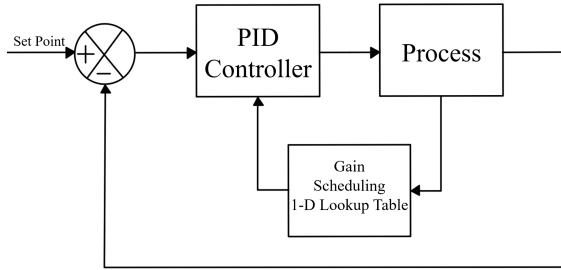 Set Point
+
−
PID
Controller
Process
Gain
Scheduling
1-D Lookup Table